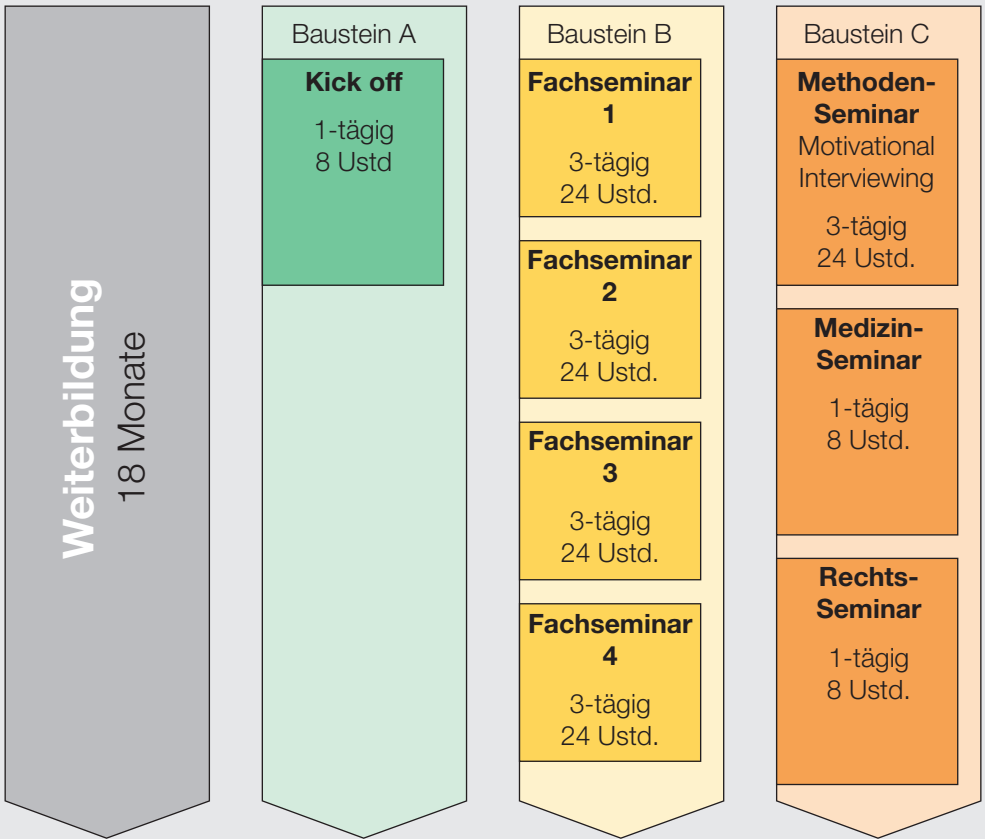 Weiterbildung
18 Monate
Baustein A
Kick off
1-tägig
8 Ustd
Baustein B
Fachseminar
1
3-tägig
24 Ustd.
Fachseminar
2
3-tägig
24 Ustd.
Fachseminar
3
3-tägig
24 Ustd.
Fachseminar
4
3-tägig
24 Ustd.
Baustein C
Methoden-
Seminar
Motivational
Interviewing
3-tägig
24 Ustd.
Medizin-
Seminar
1-tägig
8 Ustd.
Rechts-
Seminar
1-tägig
8 Ustd.